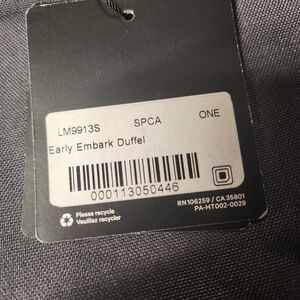 LM9913S SPCA ONE
Early Embark Duffel
000113050446
Please recycle
Veuillez recycler
RN106259 / CA35801
PA-HT002-0029